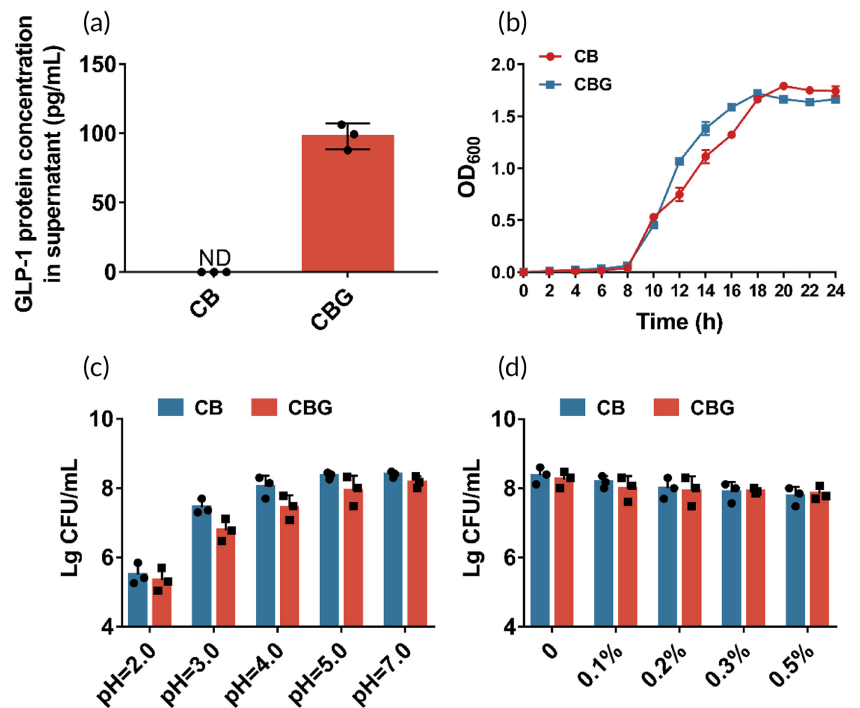 (a)
GLP-1 protein concentration
in supernatant (pg/mL)
150
100
50
0
ND
CB
CBG
(b)
CB
CBG
OD600
2.0
1.5
1.0
0.5
0.0
0 2 4 6 8 10 12 14 16 18 20 22 24
Time (h)
(c)
CB
CBG
Lg CFU/mL
10
8
6
4
pH=2.0
pH=3.0
pH=4.0
pH=5.0
pH=7.0
(d)
CB
CBG
Lg CFU/mL
10
8
6
4
0
0.1%
0.2%
0.3%
0.5%